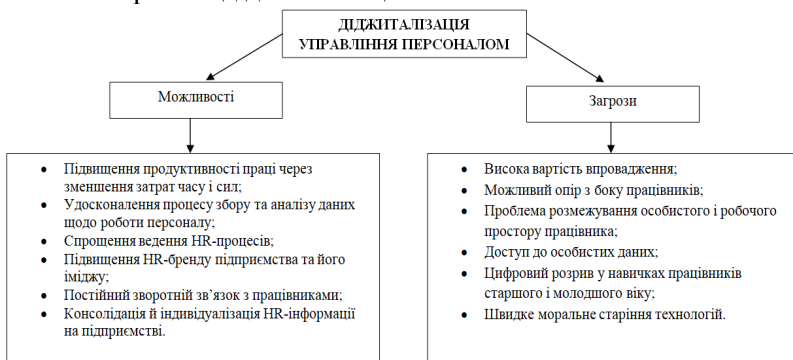 ДІДЖИТАЛІЗАЦІЯ
УПРАВЛІННЯ ПЕРСОНАЛОМ
Можливості
Загрози
• Підвищення продуктивності праці через
зменшення затрат часу і сил;
• Удосконалення процесу збору та аналізу даних
щодо роботи персоналу;
• Спрощення ведення HR-процесів;
• Підвищення HR-бренду підприємства та його
іміджу;
• Постійний зворотній зв’язок з працівниками;
• Консолідація й індивідуалізація HR-інформації
на підприємстві.
• Висока вартість впровадження;
• Можливий опір з боку працівників;
• Проблема розмежування особистого і робочого
простору працівника;
• Доступ до особистих даних;
• Цифровий розрив у навичках працівників
старшого і молодшого віку;
• Швидке моральне старіння технологій.